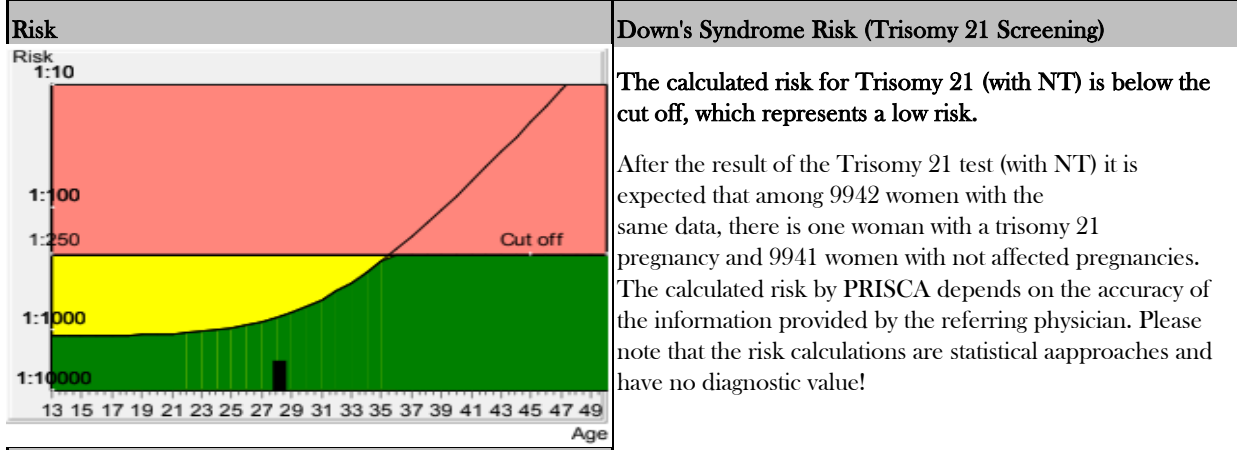 Risk
Down's Syndrome Risk (Trisomy 21 Screening)
Risk
1:10
1:100
1:250
Cut off
1:1000
1:10000
13 15 17 19 21 23 25 27 29 31 33 35 37 39 41 43 45 47 49
Age
The calculated risk for Trisomy 21 (with NT) is below the
cut off, which represents a low risk.
After the result of the Trisomy 21 test (with NT) it is
expected that among 9942 women with the
same data, there is one woman with a trisomy 21
pregnancy and 9941 women with not affected pregnancies.
The calculated risk by PRISCA depends on the accuracy of
the information provided by the referring physician. Please
note that the risk calculations are statistical aapproaches and
have no diagnostic value!